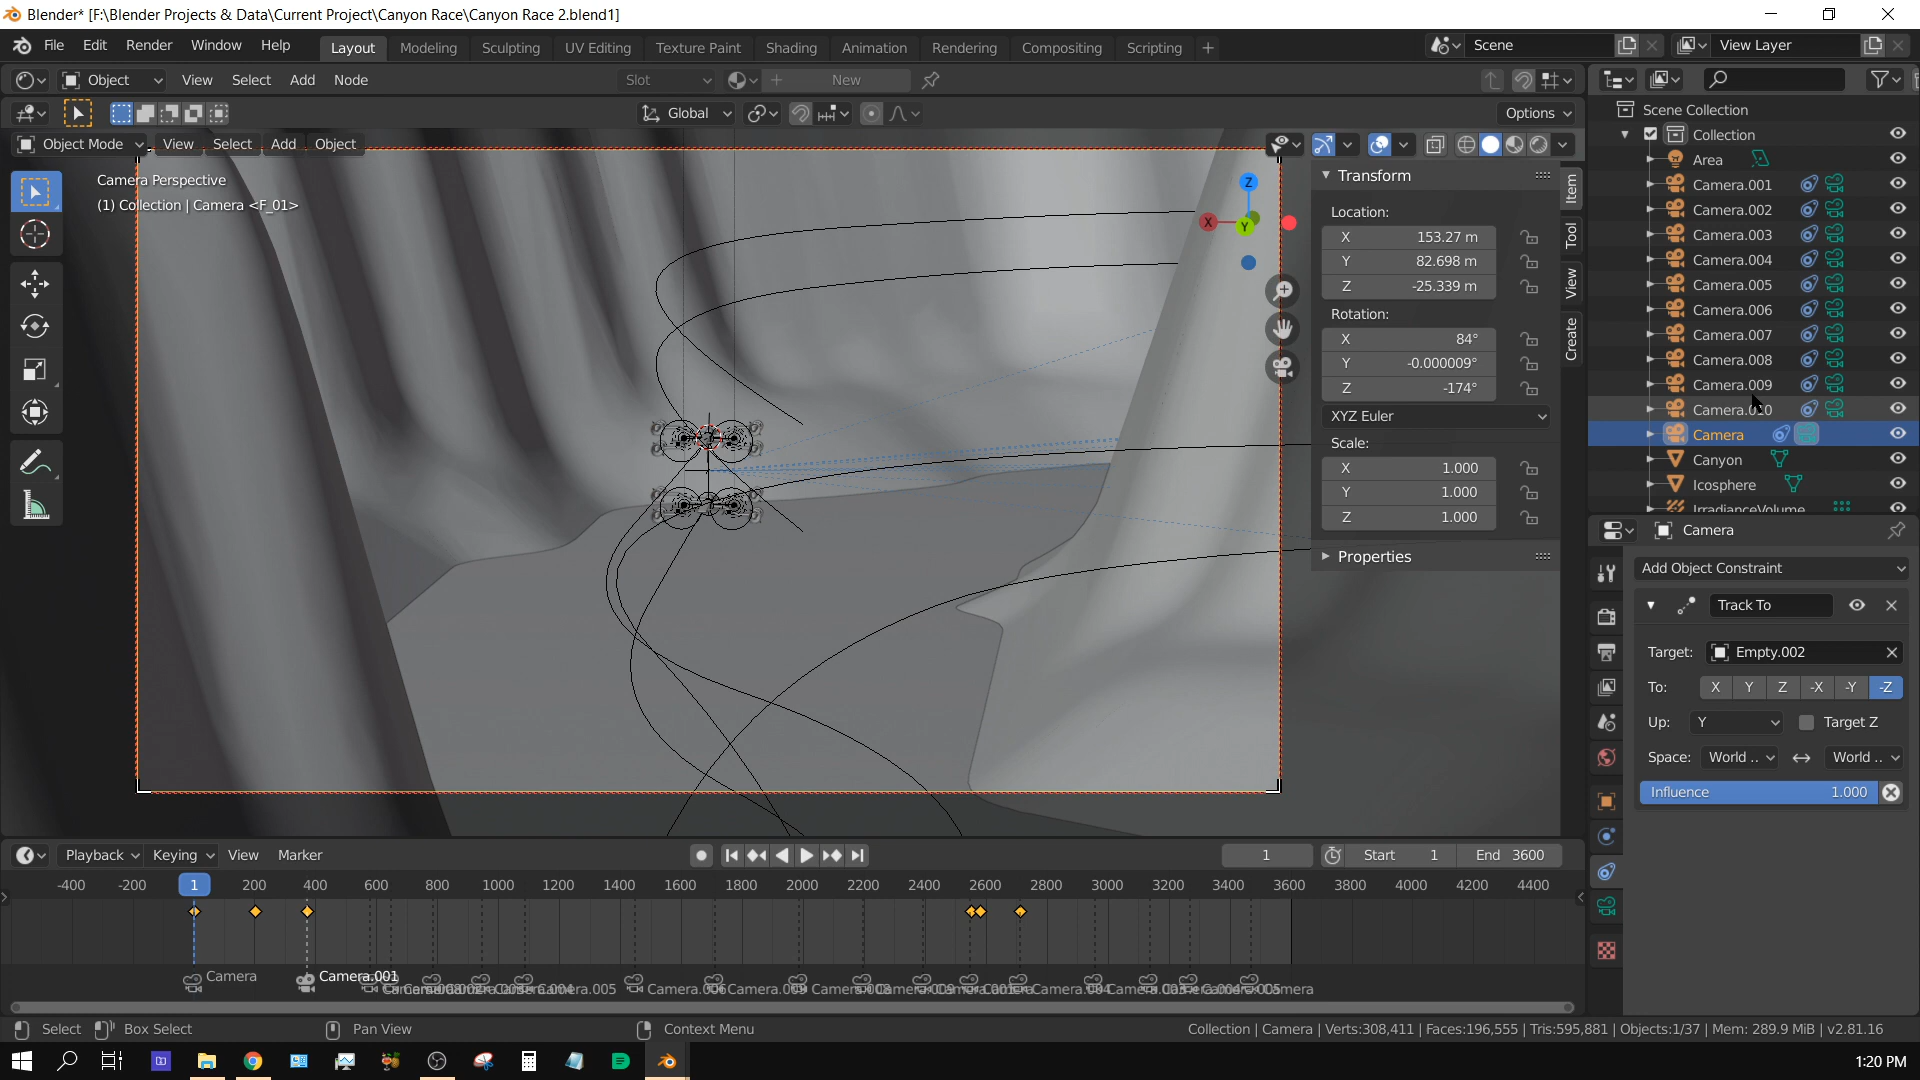 Blender* [F:\Blender Projects & Data\Current Project\Canyon Race\Canyon Race 2.blend1]
File Edit Render Window Help
Layout Modeling Sculpting UV Editing Texture Paint Shading Animation Rendering Compositing Scripting +
Scene
View Layer
Object View Select Add Node
Slot
New
Global
Options
Object Mode View Select Add Object
Camera Perspective
(1) Collection | Camera <F_01>
Z
X
Y
Transform
Location:
X 153.27 m
Y 82.698 m
Z -25.339 m
Rotation:
X 84°
Y -0.000009°
Z -174°
XYZ Euler
Scale:
X 1.000
Y 1.000
Z 1.000
Properties
Item
Tool
View
Create
Scene Collection
Collection
Area
Camera.001
Camera.002
Camera.003
Camera.004
Camera.005
Camera.006
Camera.007
Camera.008
Camera.009
Camera.010
Camera
Canyon
Icosphere
IrradianceVolume
Camera
Add Object Constraint
Track To
Target: Empty.002
To: X Y Z -X -Y -Z
Up: Y Target Z
Space: World .. World ..
Influence 1.000
Playback Keying View Marker
1
Start 1
End 3600
-400 -200 1 200 400 600 800 1000 1200 1400 1600 1800 2000 2200 2400 2600 2800 3000 3200 3400 3600 3800 4000 4200 4400
Camera
Camera.001
Select Box Select Pan View Context Menu
Collection | Camera | Verts:308,411 | Faces:196,555 | Tris:595,881 | Objects:1/37 | Mem: 289.9 MiB | v2.81.16
1:20 PM